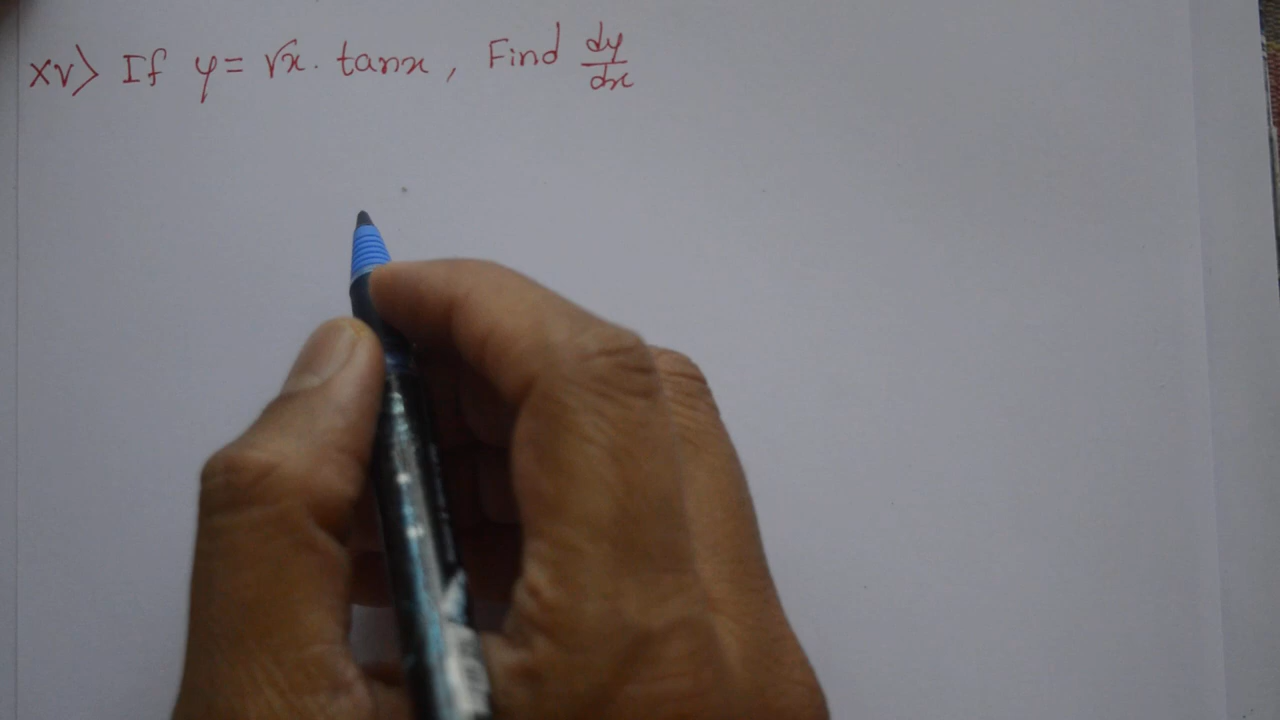 xv> If y = √x . tanx , Find dy/dx